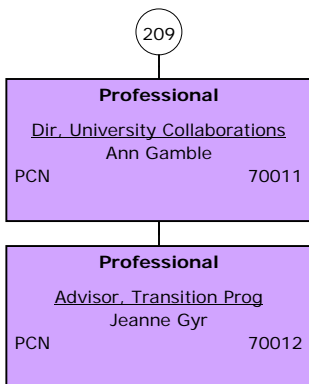 209
Professional
Dir, University Collaborations
Ann Gamble
PCN 70011
Professional
Advisor, Transition Prog
Jeanne Gyr
PCN 70012